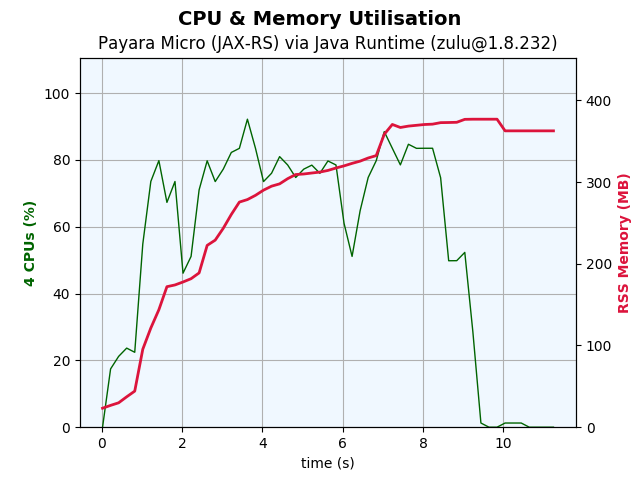 CPU & Memory Utilisation
Payara Micro (JAX-RS) via Java Runtime (zulu@1.8.232)
4 CPUs (%)
100
80
60
40
20
0
400
300
200
100
0
RSS Memory (MB)
0 2 4 6 8 10
time (s)